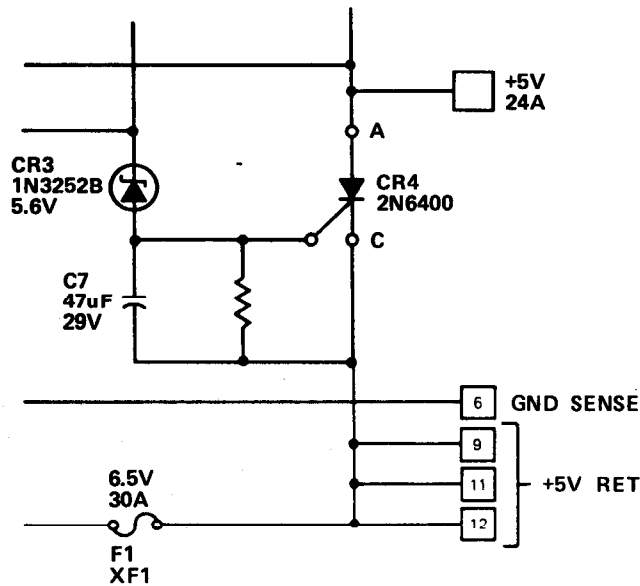 +5V
24A
A
CR3
1N3252B
5.6V
CR4
2N6400
C
C7
47uF
29V
6 GND SENSE
9
11 +5V RET
12
6.5V
30A
F1
XF1